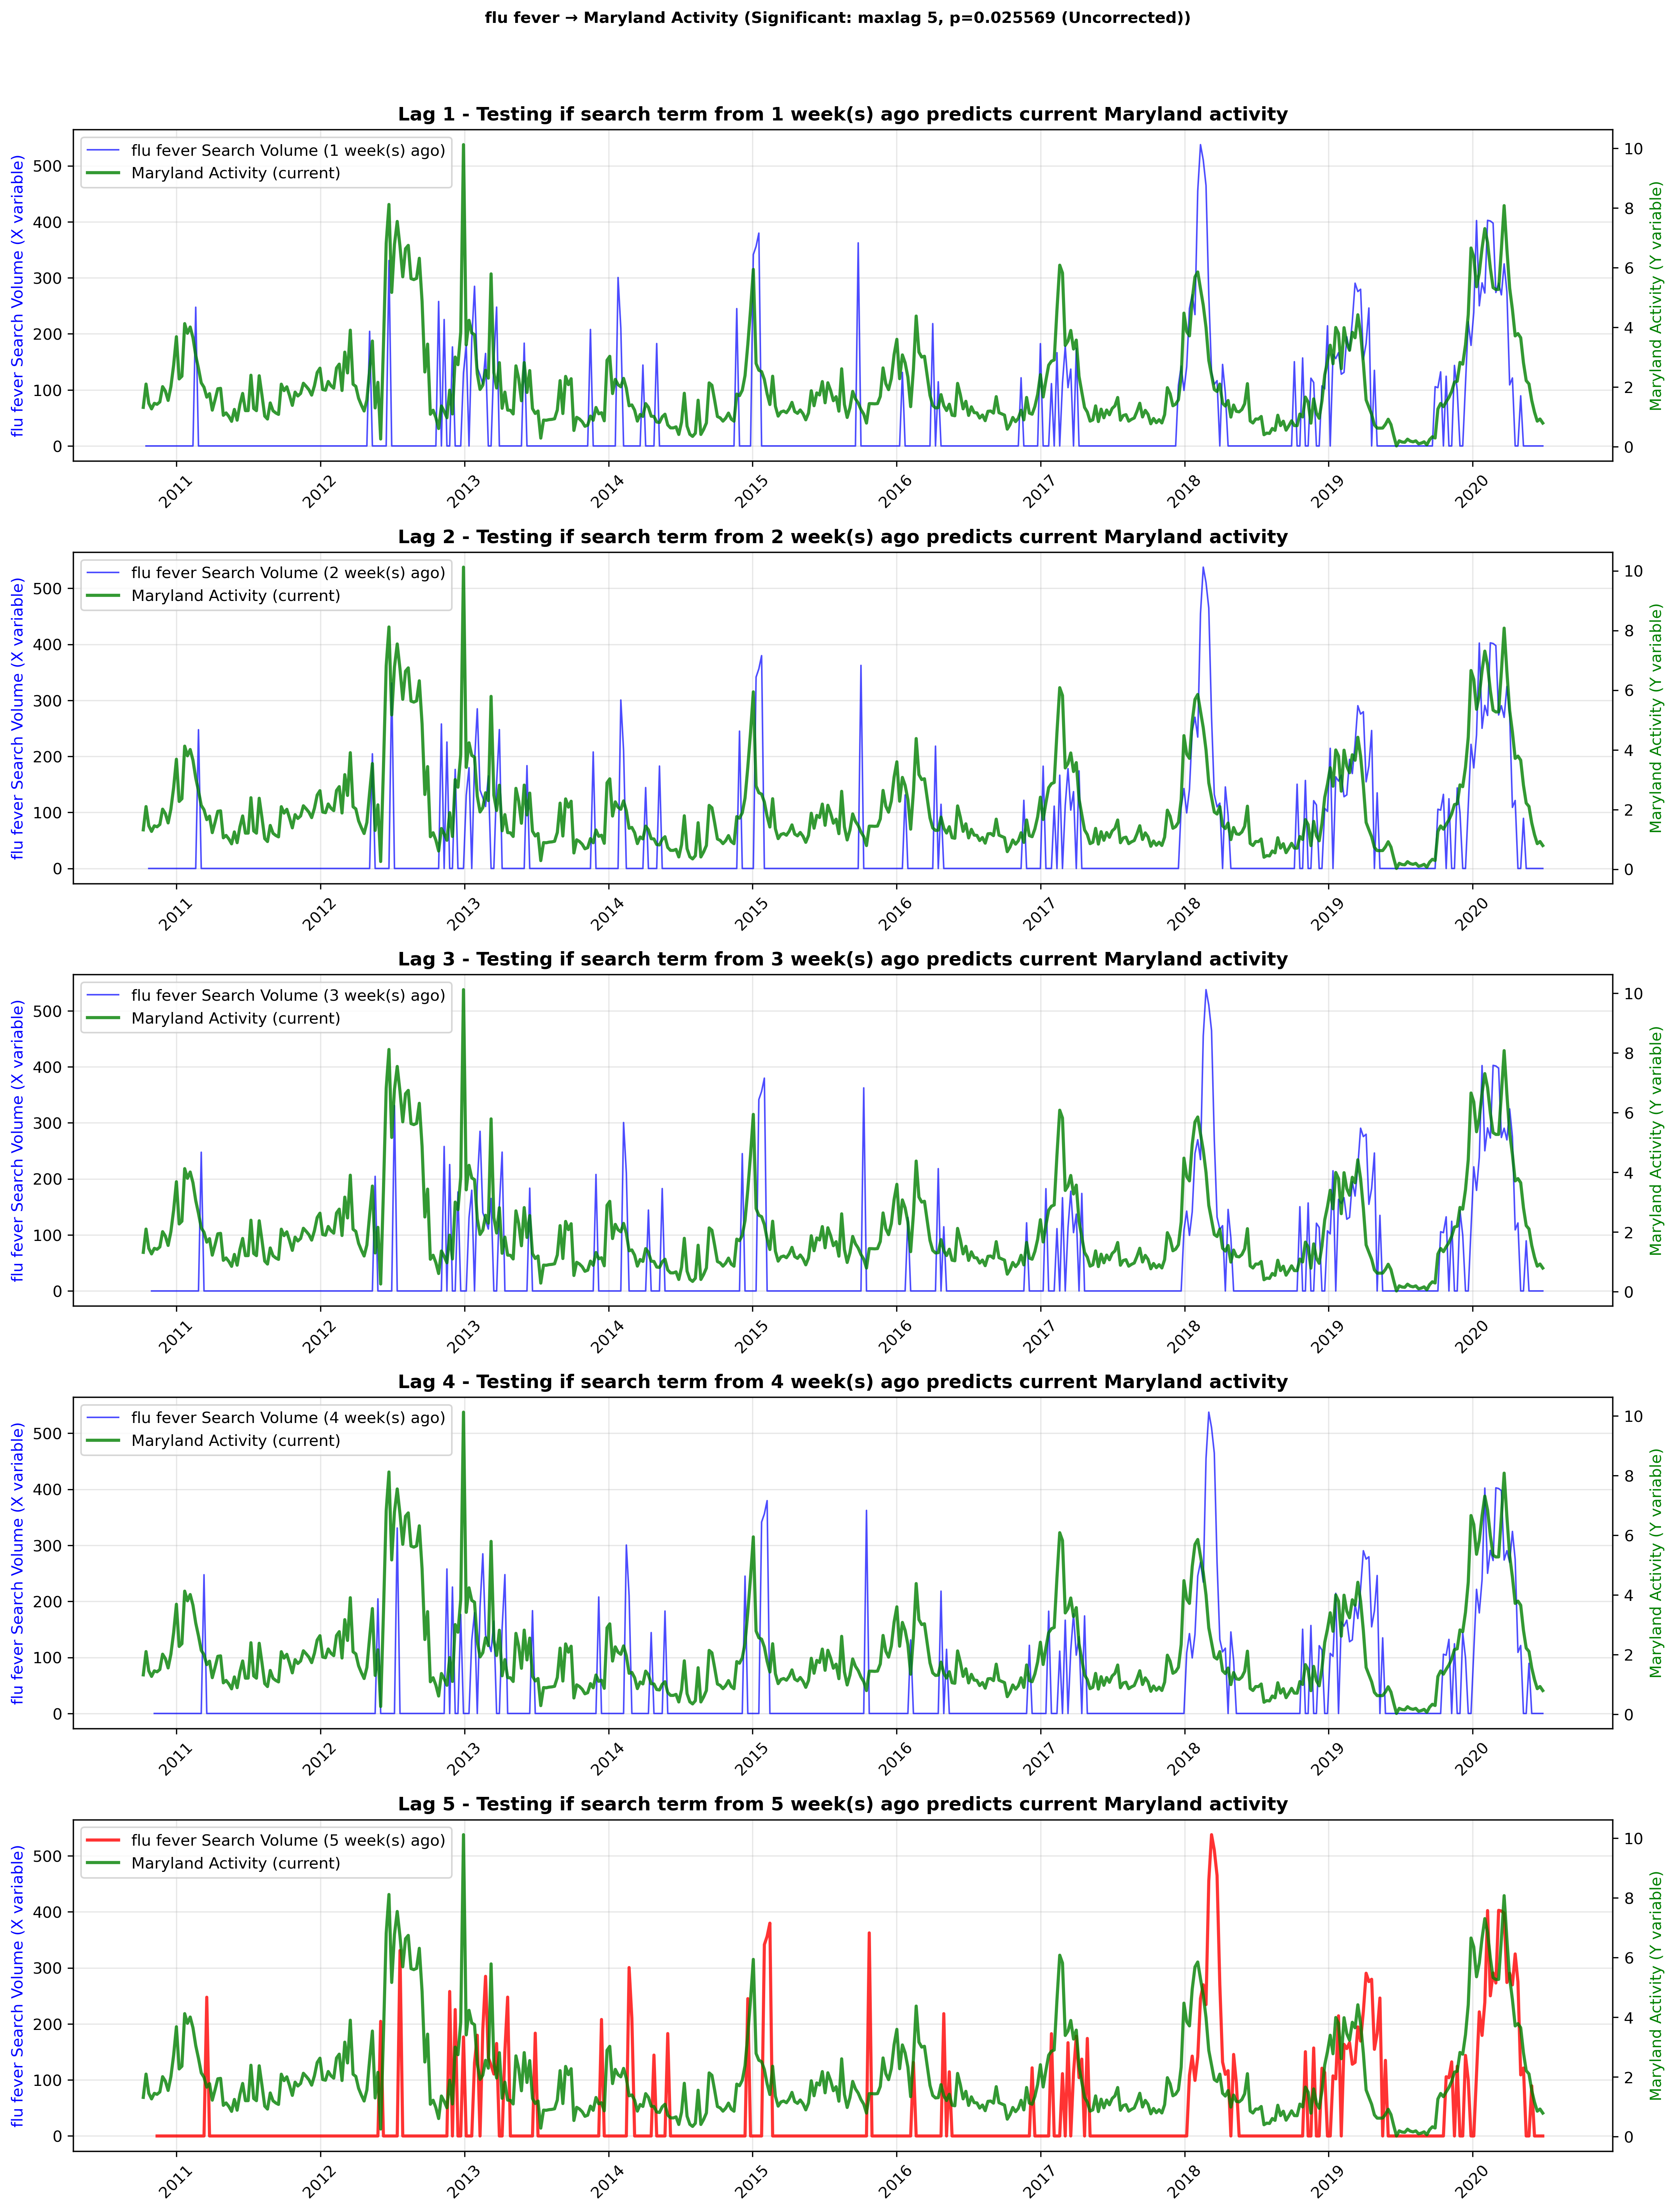 flu fever → Maryland Activity (Significant: maxlag 5, p=0.025569 (Uncorrected))
Lag 1 - Testing if search term from 1 week(s) ago predicts current Maryland activity
flu fever Search Volume (1 week(s) ago)
Maryland Activity (current)
flu fever Search Volume (X variable)
500
400
300
200
100
0
Maryland Activity (Y variable)
10
8
6
4
2
0
2011 2012 2013 2014 2015 2016 2017 2018 2019 2020
Lag 2 - Testing if search term from 2 week(s) ago predicts current Maryland activity
flu fever Search Volume (2 week(s) ago)
Maryland Activity (current)
flu fever Search Volume (X variable)
500
400
300
200
100
0
Maryland Activity (Y variable)
10
8
6
4
2
0
2011 2012 2013 2014 2015 2016 2017 2018 2019 2020
Lag 3 - Testing if search term from 3 week(s) ago predicts current Maryland activity
flu fever Search Volume (3 week(s) ago)
Maryland Activity (current)
flu fever Search Volume (X variable)
500
400
300
200
100
0
Maryland Activity (Y variable)
10
8
6
4
2
0
2011 2012 2013 2014 2015 2016 2017 2018 2019 2020
Lag 4 - Testing if search term from 4 week(s) ago predicts current Maryland activity
flu fever Search Volume (4 week(s) ago)
Maryland Activity (current)
flu fever Search Volume (X variable)
500
400
300
200
100
0
Maryland Activity (Y variable)
10
8
6
4
2
0
2011 2012 2013 2014 2015 2016 2017 2018 2019 2020
Lag 5 - Testing if search term from 5 week(s) ago predicts current Maryland activity
flu fever Search Volume (5 week(s) ago)
Maryland Activity (current)
flu fever Search Volume (X variable)
500
400
300
200
100
0
Maryland Activity (Y variable)
10
8
6
4
2
0
2011 2012 2013 2014 2015 2016 2017 2018 2019 2020